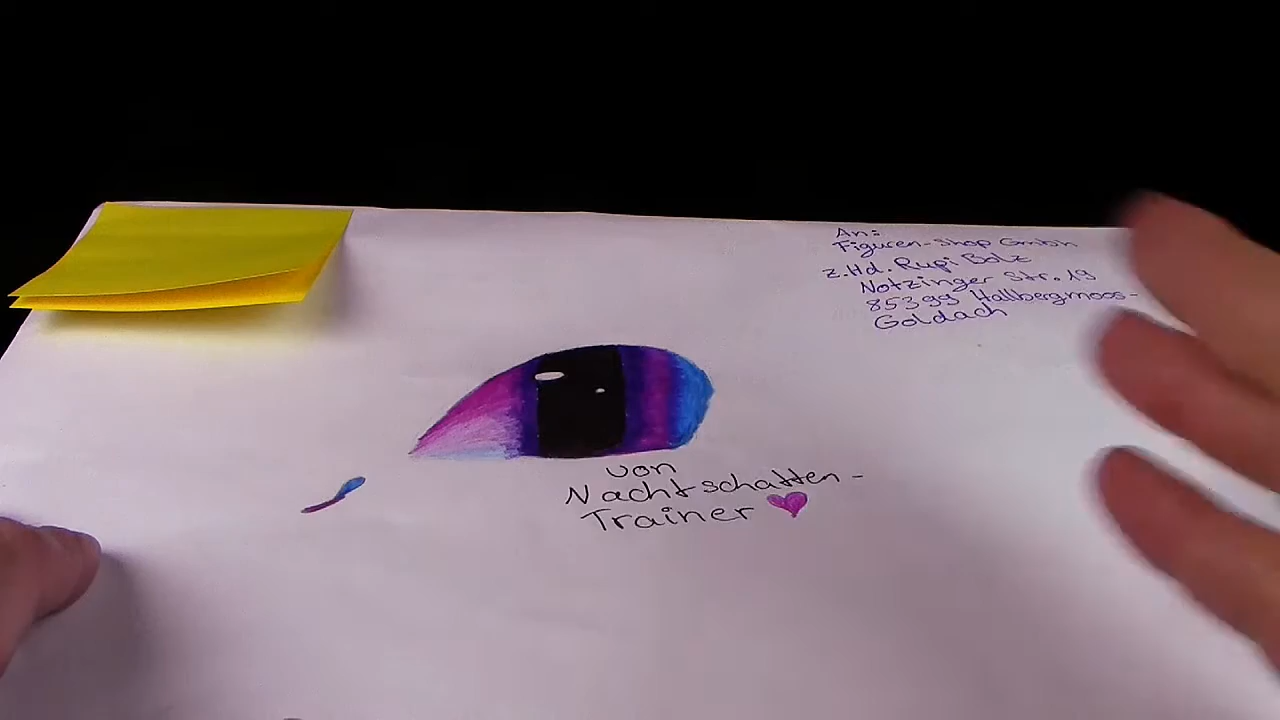 An:
Figuren-Shop Gmbh
z.Hd. Rupi Bolz
Notzinger Str. 19
85399 Hallbergmoos-
Goldach
von
Nachtschatten-
Trainer